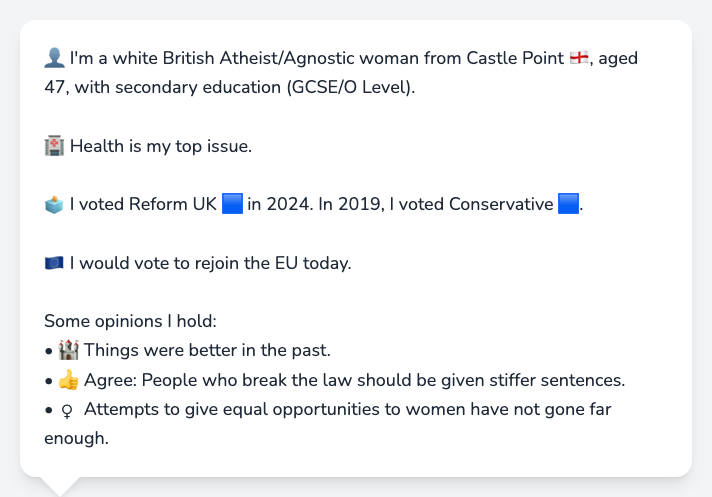 👤 I'm a white British Atheist/Agnostic woman from Castle Point 🏴󠁧󠁢󠁥󠁮󠁧󠁿, aged
47, with secondary education (GCSE/O Level).
🏥 Health is my top issue.
🗳️ I voted Reform UK 🟦 in 2024. In 2019, I voted Conservative 🟦.
🇪🇺 I would vote to rejoin the EU today.
Some opinions I hold:
• 🏰 Things were better in the past.
• 👍 Agree: People who break the law should be given stiffer sentences.
• ♀ Attempts to give equal opportunities to women have not gone far
enough.